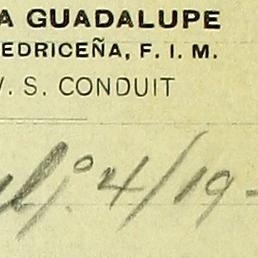 A GUADALUPE
EDRICEÑA, F. I. M.
. S. CONDUIT
4/19-